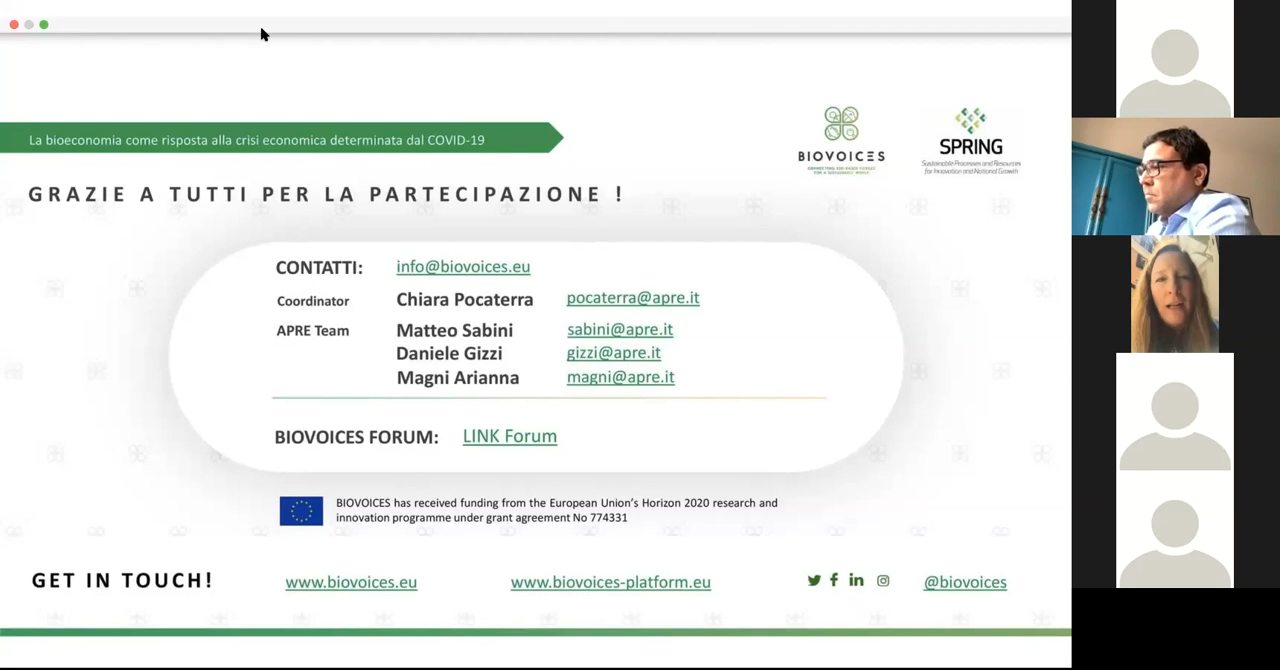 La bioeconomia come risposta alla crisi economica determinata dal COVID-19
BIOVOICES
SPRING
Sustainable Processes and Resources
for Innovation and National Growth
GRAZIE A TUTTI PER LA PARTECIPAZIONE !
CONTATTI: info@biovoices.eu
Coordinator Chiara Pocaterra pocaterra@apre.it
APRE Team Matteo Sabini sabini@apre.it
Daniele Gizzi gizzi@apre.it
Magni Arianna magni@apre.it
BIOVOICES FORUM: LINK Forum
BIOVOICES has received funding from the European Union's Horizon 2020 research and
innovation programme under grant agreement No 774331
GET IN TOUCH! www.biovoices.eu www.biovoices-platform.eu @biovoices